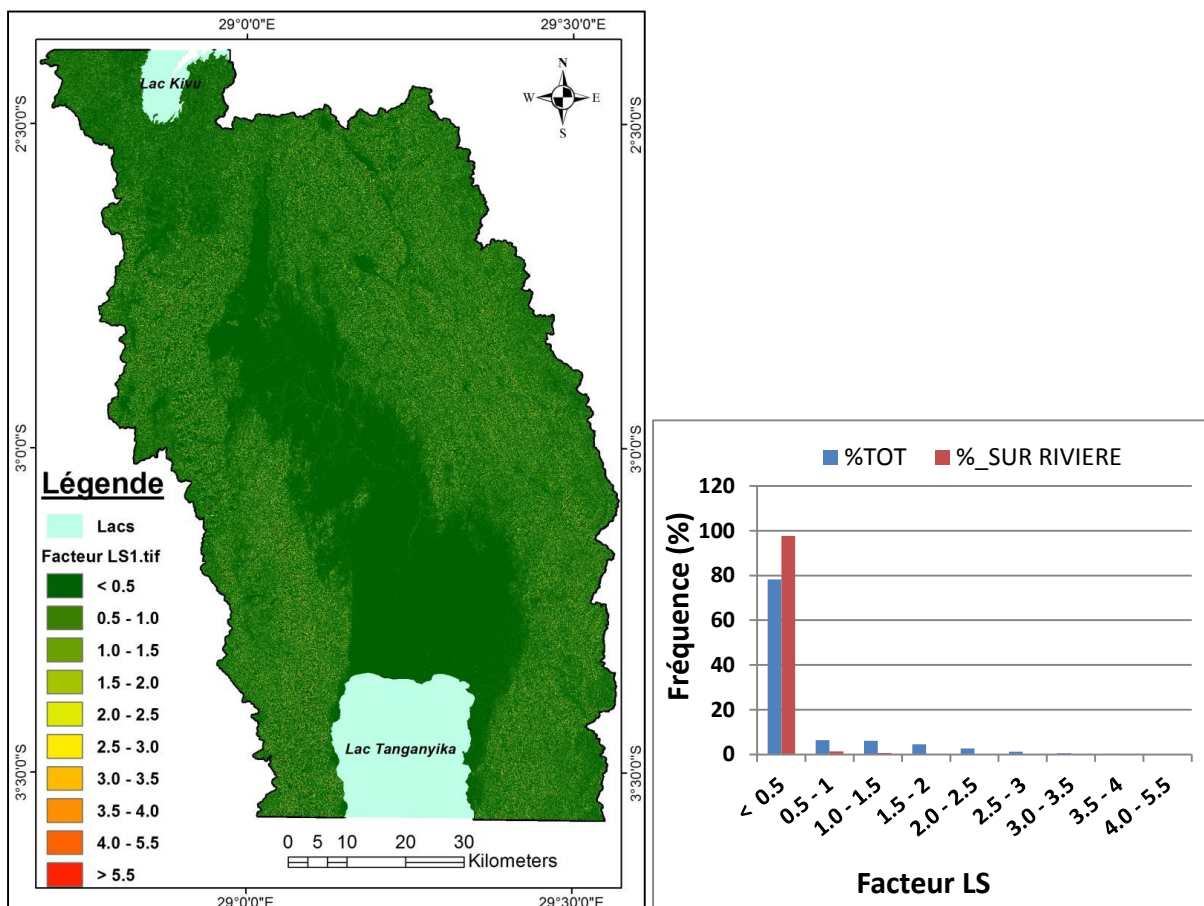 29°0'0"E
29°30'0"E
Lac Kivu
N
W
E
S
2°30'0"S
2°30'0"S
3°0'0"S
3°0'0"S
Légende
Lacs
Facteur LS1.tif
< 0.5
0.5 - 1.0
1.0 - 1.5
1.5 - 2.0
2.0 - 2.5
2.5 - 3.0
3.0 - 3.5
3.5 - 4.0
4.0 - 5.5
> 5.5
Lac Tanganyika
3°30'0"S
3°30'0"S
0 5 10 20 30
Kilometers
29°0'0"E
29°30'0"E
%TOT
%_SUR RIVIERE
Fréquence (%)
120
100
80
60
40
20
0
< 0.5
0.5 - 1
1.0 - 1.5
1.5 - 2
2.0 - 2.5
2.5 - 3
3.0 - 3.5
3.5 - 4
4.0 - 5.5
Facteur LS